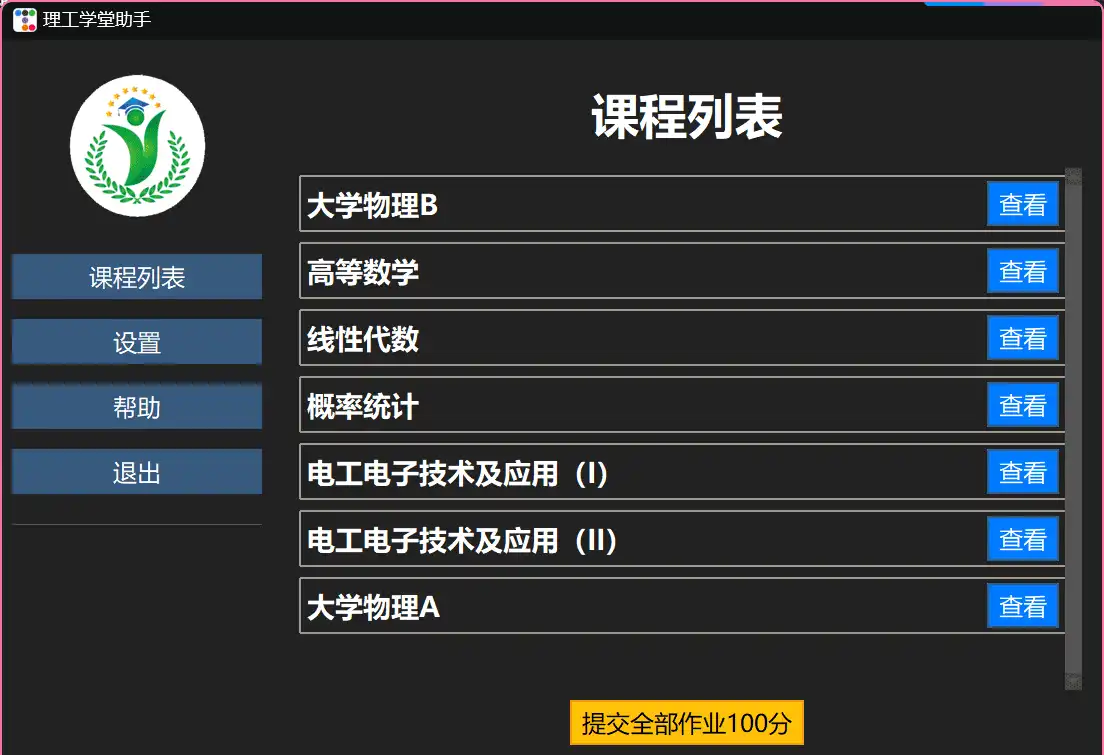 理工学堂助手
课程列表
设置
帮助
退出
课程列表
大学物理B 查看
高等数学 查看
线性代数 查看
概率统计 查看
电工电子技术及应用（I） 查看
电工电子技术及应用（II） 查看
大学物理A 查看
提交全部作业100分